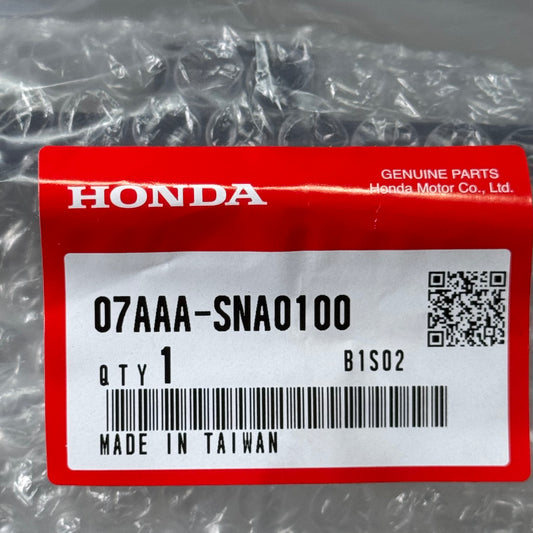 HONDA
GENUINE PARTS
Honda Motor Co., Ltd.
07AAA-SNA0100
QTY 1
B1S02
MADE IN TAIWAN